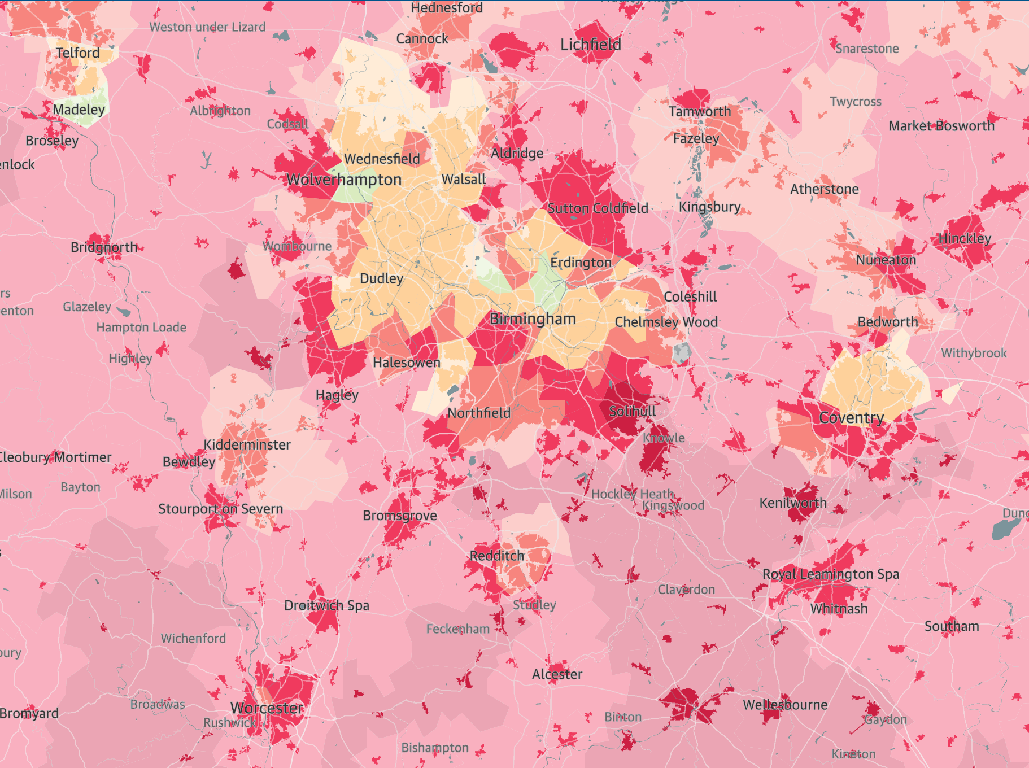 Hednesford
Weston under Lizard
Cannock
Lichfield
Snarestone
Telford
Twycross
Madeley
Albrighton
Tamworth
Codsall
Market Bosworth
Broseley
Fazeley
Aldridge
Wednesfield
enlock
Wolverhampton
Walsall
Atherstone
Sutton Coldfield
Kingsbury
Hinckley
Bridgnorth
Wombourne
Nuneaton
Erdington
Dudley
rs
Coleshill
Glazeley
enton
Birmingham
Chelmsley Wood
Bedworth
Hampton Loade
Withybrook
Highley
Halesowen
Hagley
Northfield
Solihull
Coventry
Knowle
Kidderminster
Cleobury Mortimer
Bewdley
Bayton
Milson
Hockley Heath
Kingswood
Kenilworth
Stourport on Severn
Bromsgrove
Dunc
Redditch
Royal Leamington Spa
Claverdon
Droitwich Spa
Studley
Whitnash
Feckenham
Southam
Wichenford
bury
Alcester
Broadwas
Worcester
Wellesbourne
Bromyard
Binton
Rushwick
Gaydon
Bishampton
Kineton